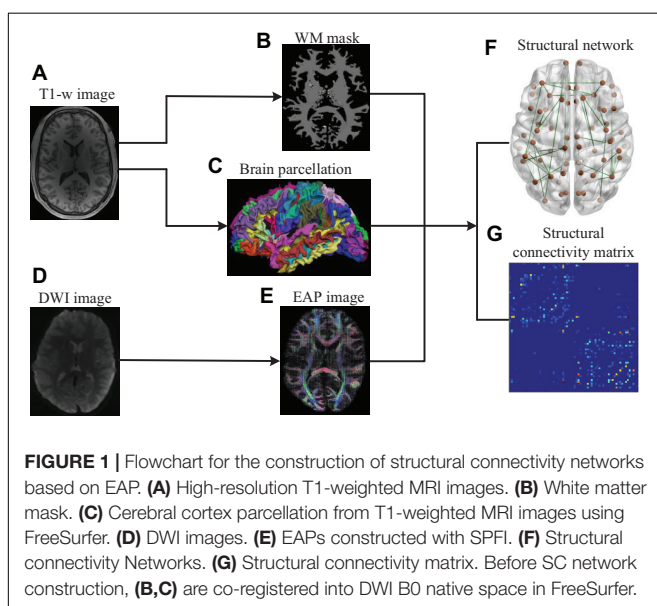 A
T1-w image
B
WM mask
C
Brain parcellation
D
DWI image
E
EAP image
F
Structural network
G
Structural
connectivity matrix
FIGURE 1 | Flowchart for the construction of structural connectivity networks
based on EAP. (A) High-resolution T1-weighted MRI images. (B) White matter
mask. (C) Cerebral cortex parcellation from T1-weighted MRI images using
FreeSurfer. (D) DWI images. (E) EAPs constructed with SPFI. (F) Structural
connectivity Networks. (G) Structural connectivity matrix. Before SC network
construction, (B,C) are co-registered into DWI B0 native space in FreeSurfer.